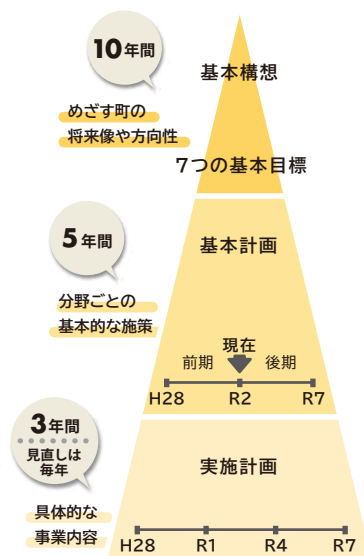 10年間
基本構想
めざす町の
将来像や方向性
7つの基本目標
5年間
基本計画
分野ごとの
基本的な施策
現在
前期 後期
H28 R2 R7
3年間
見直しは
毎年
実施計画
具体的な
事業内容
H28 R1 R4 R7